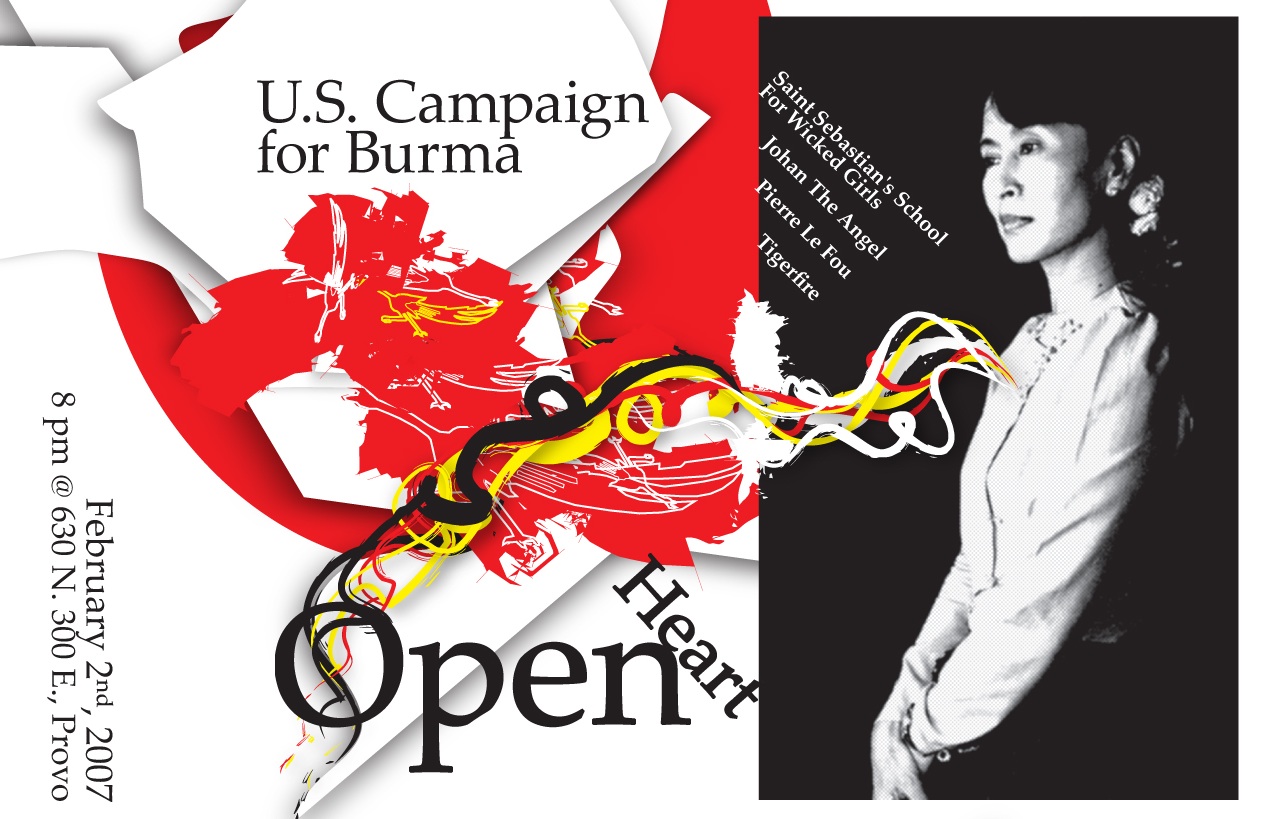 U.S. Campaign
for Burma
Saint Sebastian's School
For Wicked Girls
Johan The Angel
Pierre Le Fou
Tigerfire
Open
Heart
February 2nd, 2007
8 pm @ 630 N. 300 E., Provo